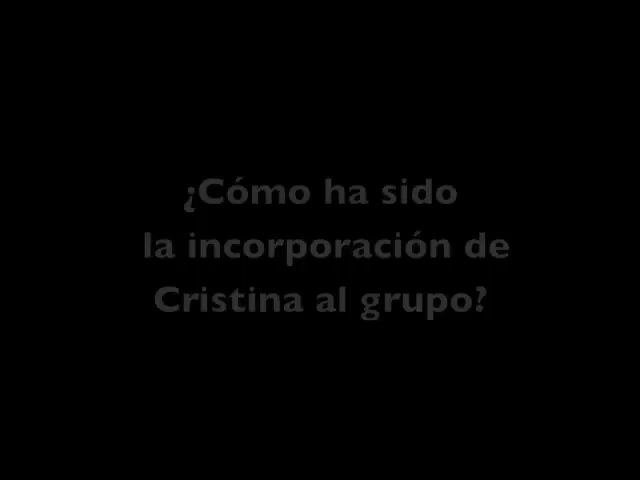 ¿Cómo ha sido
la incorporación de
Cristina al grupo?